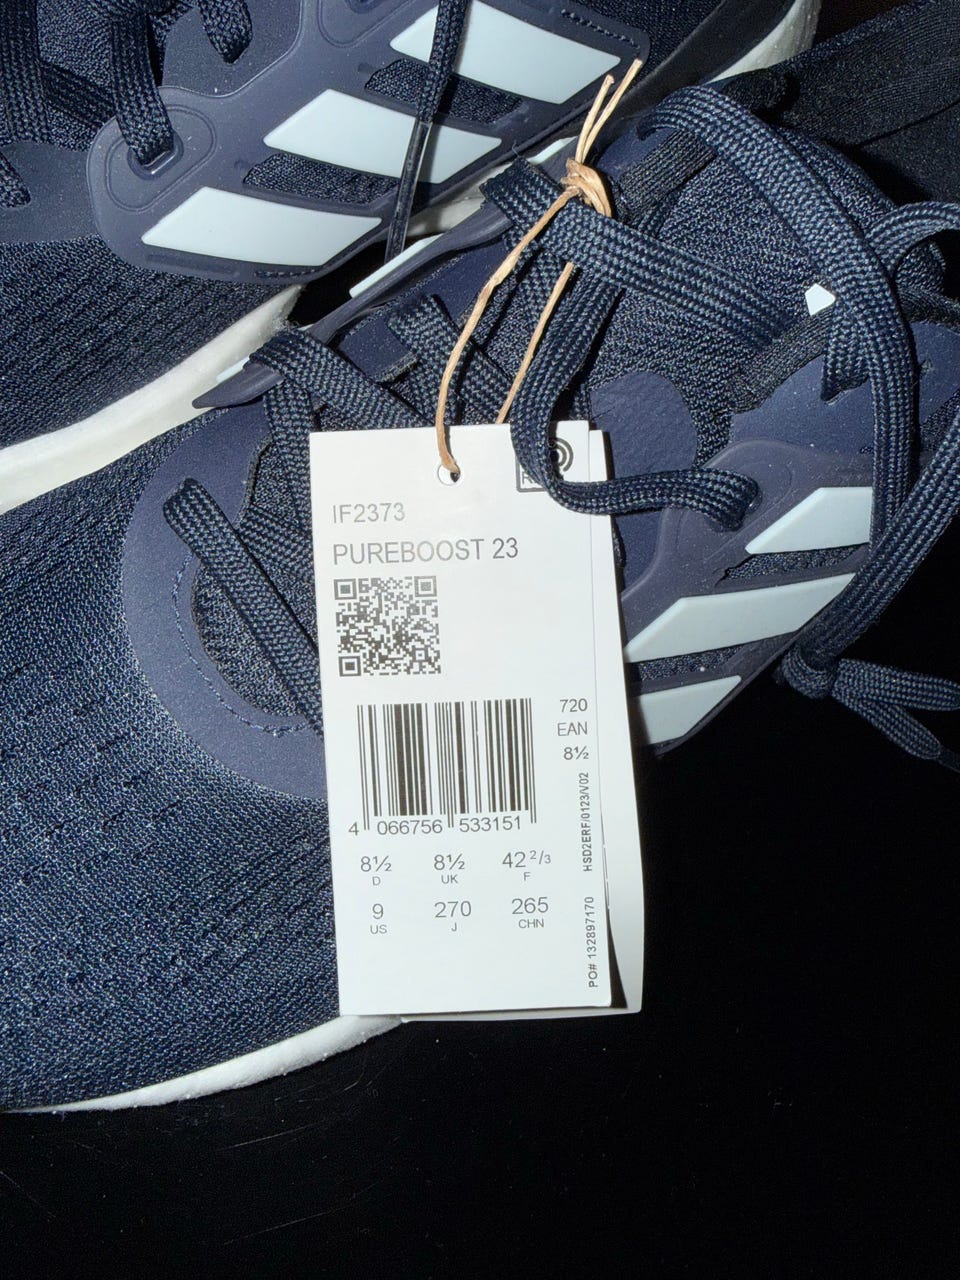 IF2373
PUREBOOST 23
720
EAN
8½
4 066756 533151
8½ 8½ 42 2/3
D UK F
9 270 265
US J CHN
HSD2ERF/0123/V02
PO# 132897170